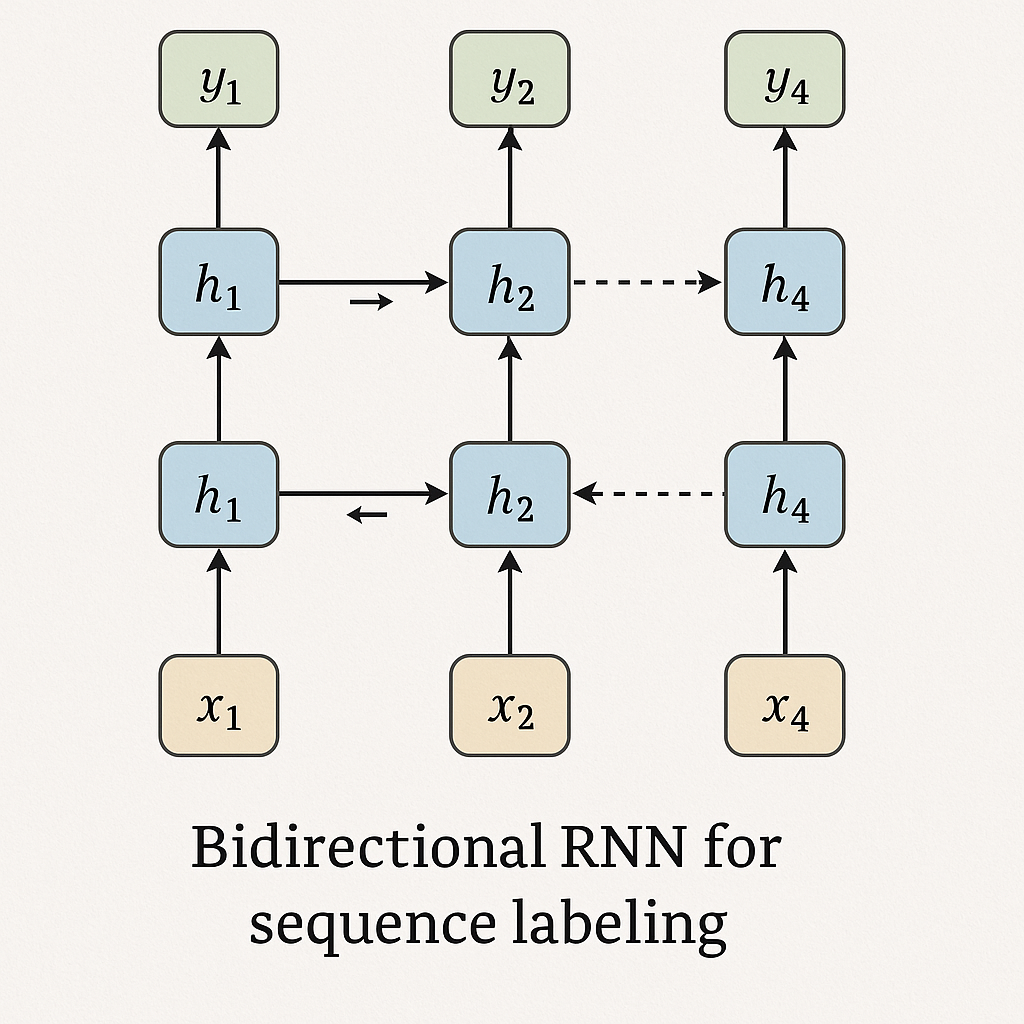 y₁ y₂ y₄
h₁ h₂ h₄
h₁ h₂ h₄
x₁ x₂ x₄
Bidirectional RNN for
sequence labeling